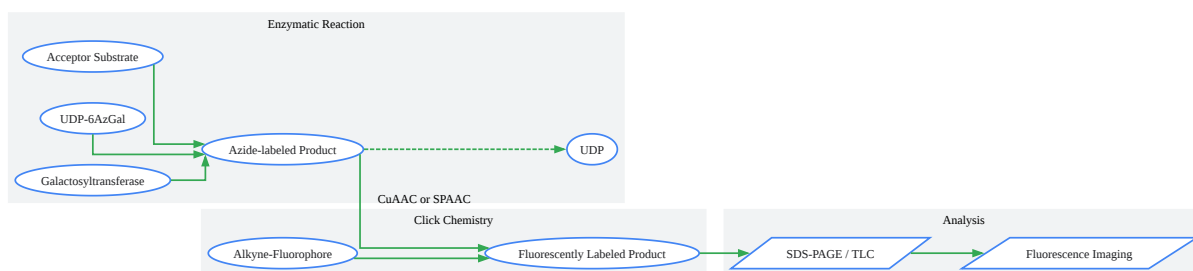 Enzymatic Reaction
Acceptor Substrate
UDP-6AzGal
Azide-labeled Product
UDP
Galactosyltransferase
CuAAC or SPAAC
Click Chemistry
Analysis
Alkyne-Fluorophore
Fluorescently Labeled Product
SDS-PAGE / TLC
Fluorescence Imaging